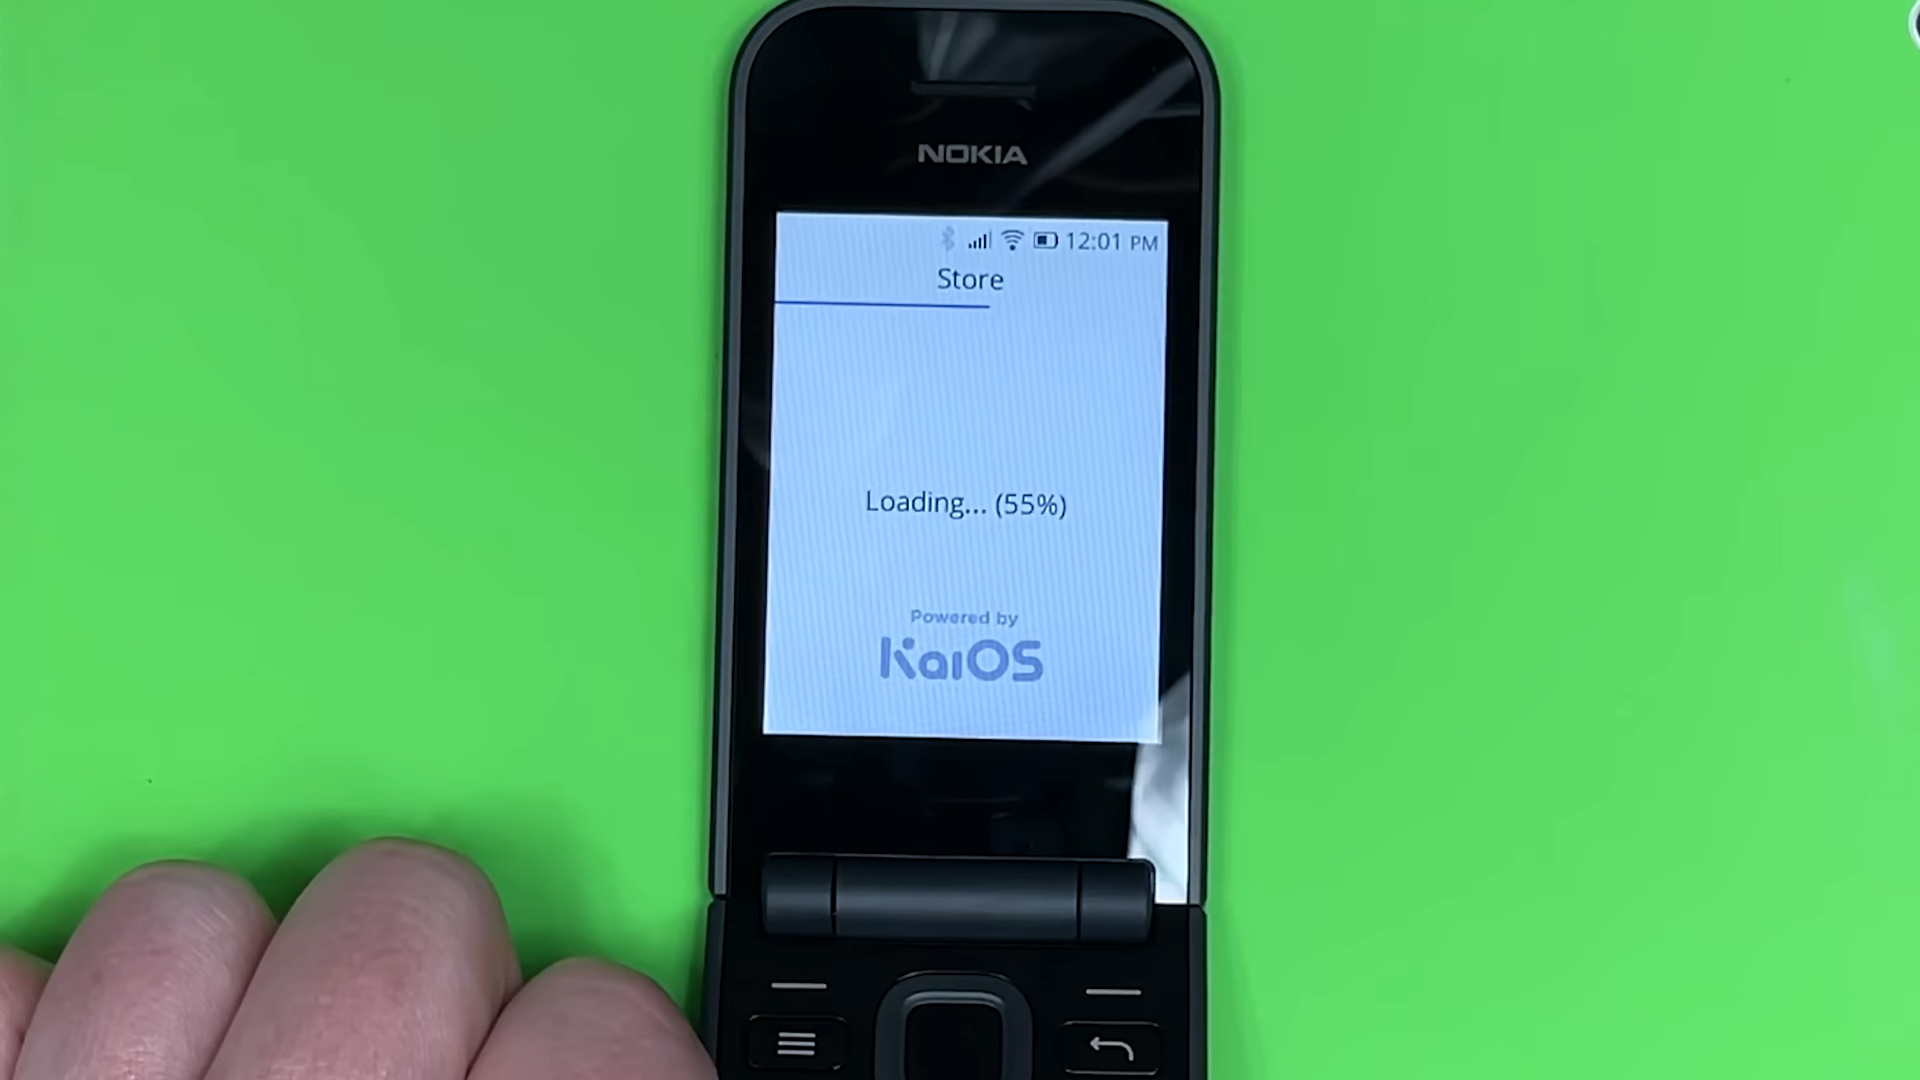 NOKIA
12:01 PM
Store
Loading... (55%)
Powered by
KaiOS